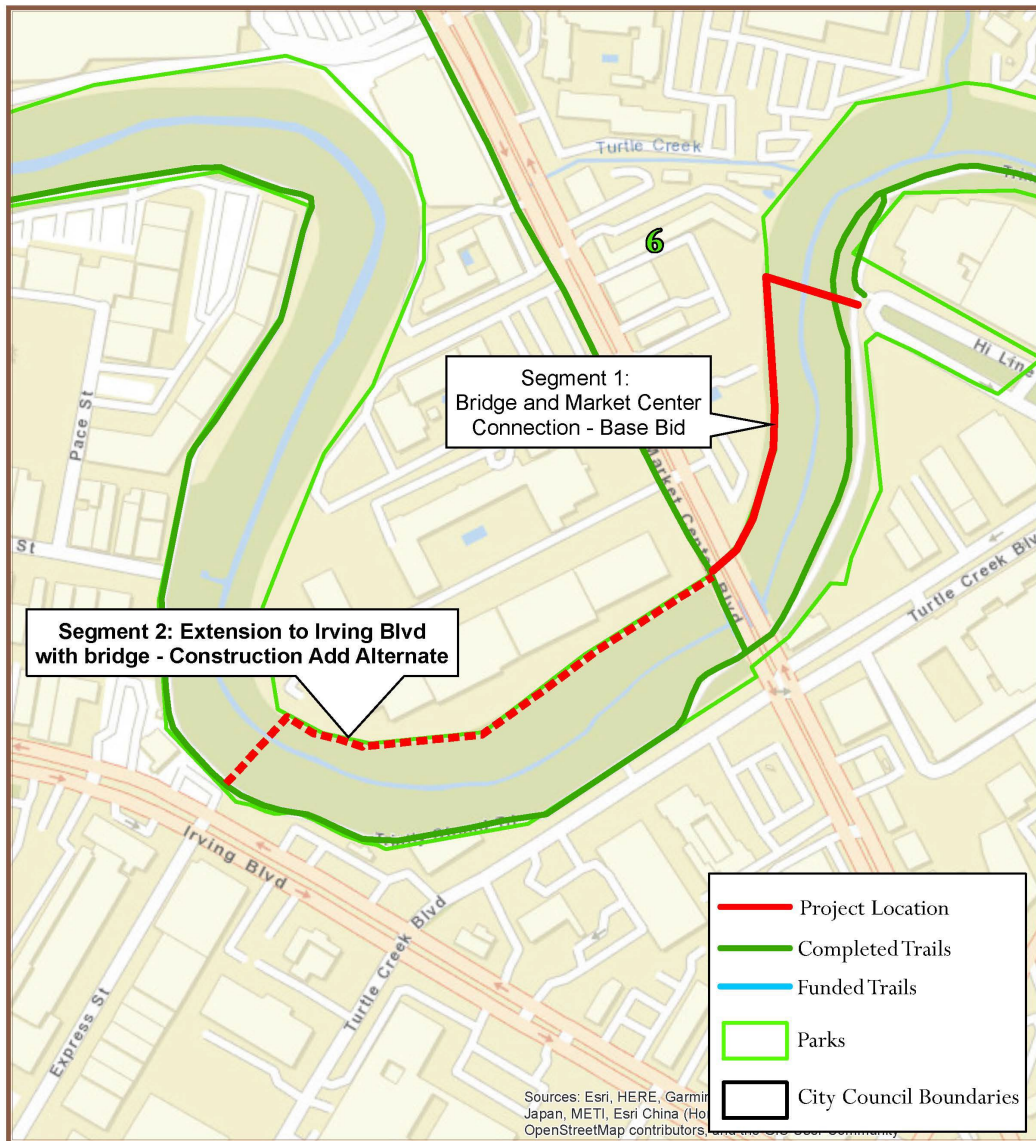 Turtle Creek
6
Hi Line
Segment 1:
Bridge and Market Center
Connection - Base Bid
Pace St
Market Center Blvd
St
Turtle Creek Blv
Segment 2: Extension to Irving Blvd
with bridge - Construction Add Alternate
Irving Blvd
Turtle Creek Blvd
Express St
Project Location
Completed Trails
Funded Trails
Parks
City Council Boundaries
Sources: Esri, HERE, Garmin
Japan, METI, Esri China (Ho
OpenStreetMap contributors, and the GIS User Community